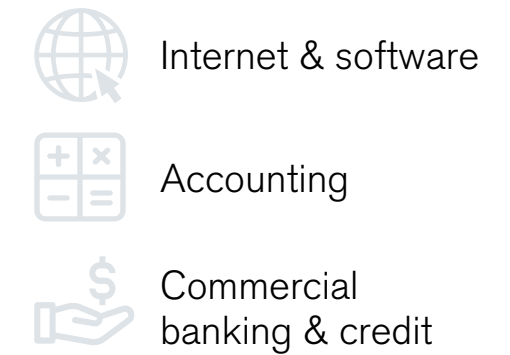 Internet & software
Accounting
Commercial
banking & credit